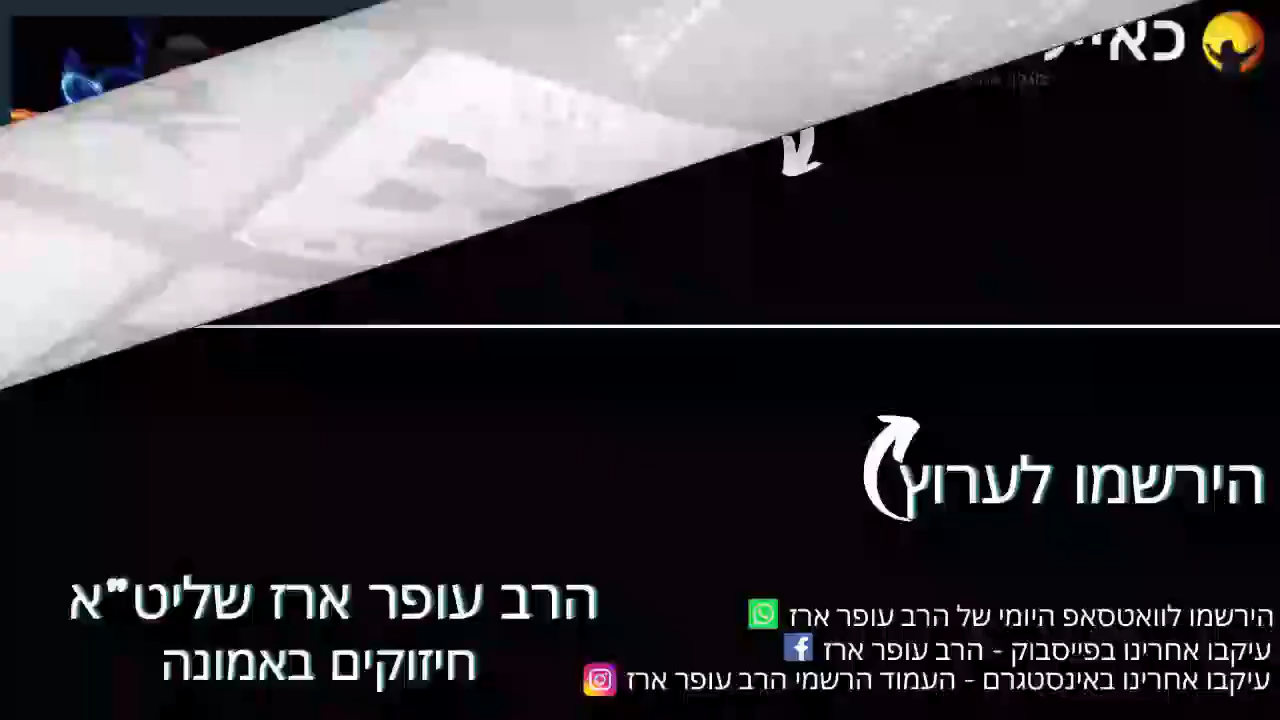 הירשמו לערוץ
הרב עופר ארז שליט"א
חיזוקים באמונה
הירשמו לוואטסאפ היומי של הרב עופר ארז
עיקבו אחרינו בפייסבוק - הרב עופר ארז
עיקבו אחרינו באינסטגרם - העמוד הרשמי הרב עופר ארז